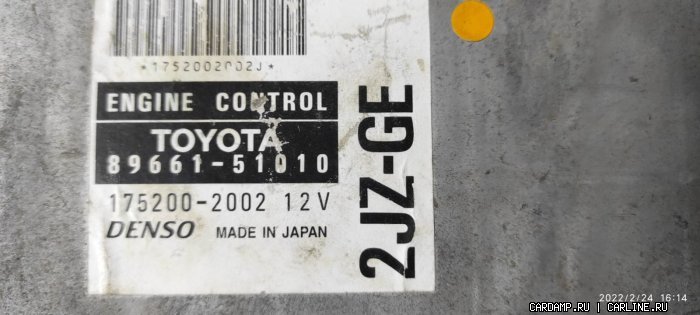 *1752002002J*
ENGINE CONTROL
TOYOTA
89661-51010
175200-2002 12V
DENSO MADE IN JAPAN
2JZ-GE
2022/2/24 16:14
CARDAMP.RU | CARLINE.RU